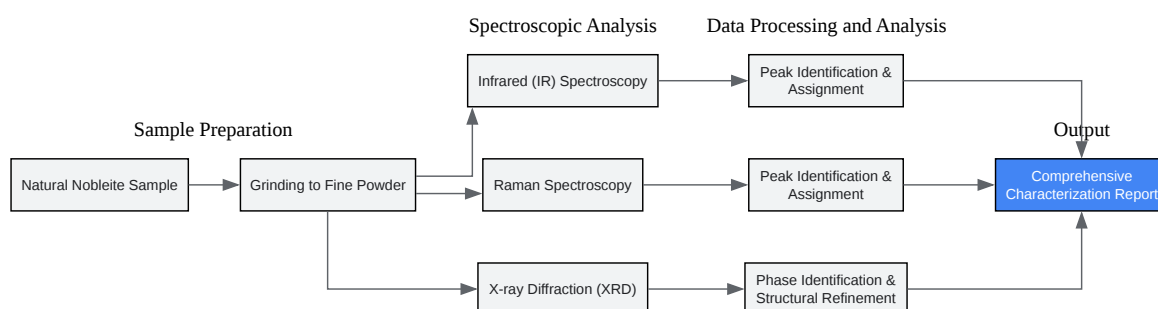 Spectroscopic Analysis
Data Processing and Analysis
Infrared (IR) Spectroscopy
Peak Identification &
Assignment
Sample Preparation
Output
Natural Nobleite Sample
Grinding to Fine Powder
Raman Spectroscopy
Peak Identification &
Assignment
Comprehensive
Characterization Report
X-ray Diffraction (XRD)
Phase Identification &
Structural Refinement